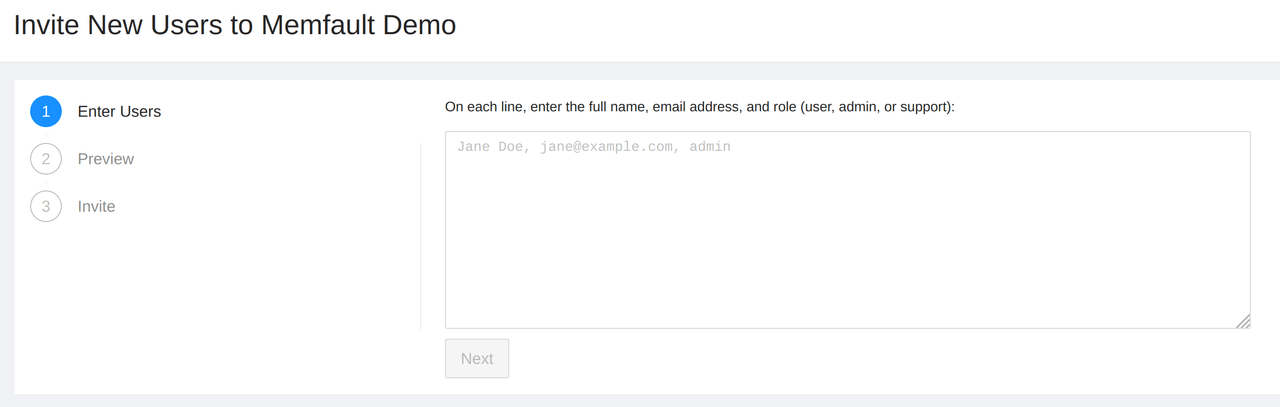 Invite New Users to Memfault Demo
1 Enter Users
2 Preview
3 Invite
On each line, enter the full name, email address, and role (user, admin, or support):
Jane Doe, jane@example.com, admin
Next